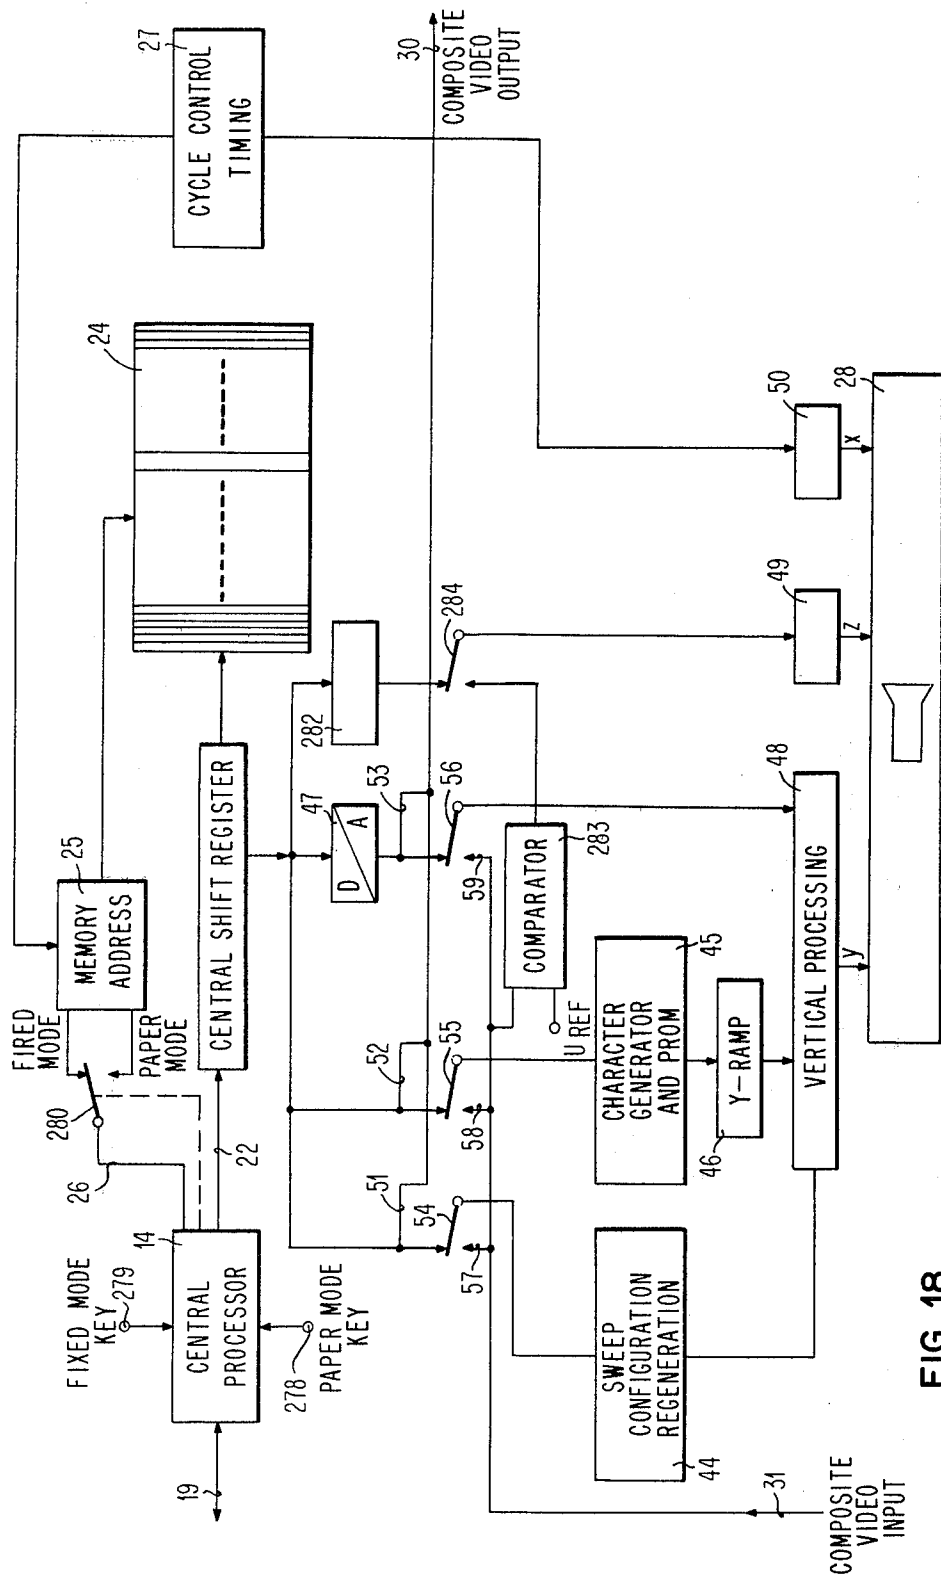 FIXED MODE
KEY
279
14
CENTRAL
PROCESSOR
19
278
PAPER MODE
KEY
26
280
22
FIRED MODE
PAPER
MODE
25
MEMORY
ADDRESS
CENTRAL SHIFT REGISTER
24
27
CYCLE CONTROL
TIMING
30
COMPOSITE
VIDEO
OUTPUT
51
52
47
D
A
53
282
54
55
56
284
57
58
59
COMPARATOR
283
U REF
44
SWEEP
CONFIGURATION
REGENERATION
CHARACTER
GENERATOR
AND PROM
45
46
Y-RAMP
VERTICAL PROCESSING
48
49
50
y
z
x
28
31
COMPOSITE
VIDEO
INPUT
FIG. 18